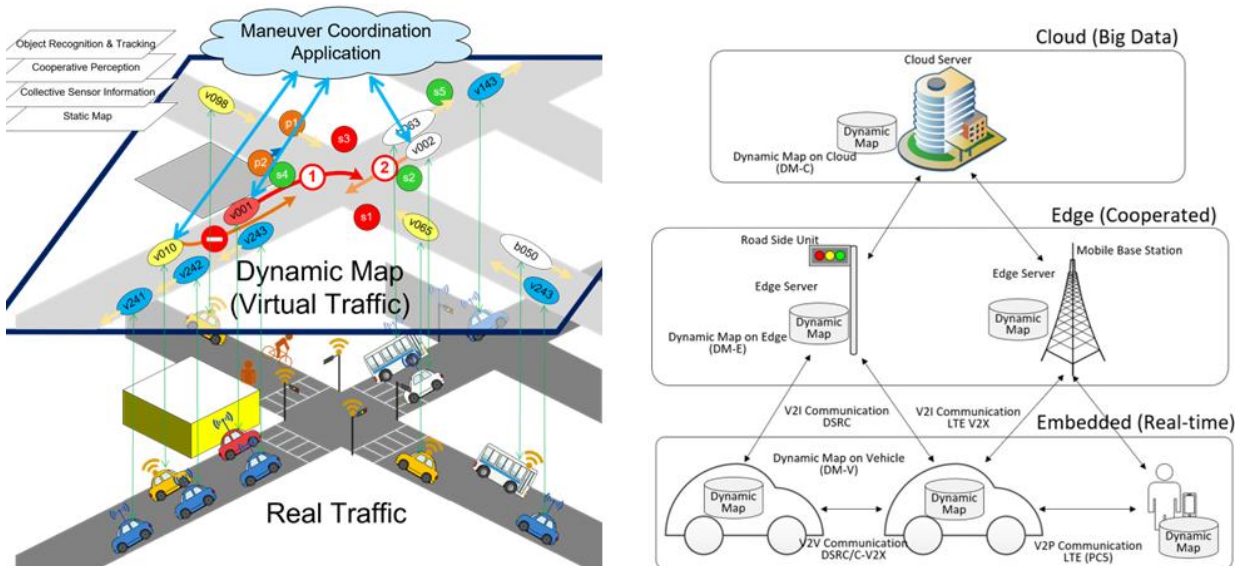 Maneuver Coordination
Application
Object Recognition & Tracking
Cooperative Perception
Collective Sensor Information
Static Map
v098
p1
s3
s5
v143
v002
p2
s4
1
2
s2
v001
s1
v010
v243
v065
v242
b050
v241
v243
Dynamic Map
(Virtual Traffic)
Real Traffic
Cloud (Big Data)
Cloud Server
Dynamic
Map
Dynamic Map on Cloud
(DM-C)
Edge (Cooperated)
Road Side Unit
Mobile Base Station
Edge Server
Edge Server
Dynamic
Map
Dynamic
Map
Dynamic Map on Edge
(DM-E)
V2I Communication
DSRC
V2I Communication
LTE V2X
Embedded (Real-time)
Dynamic Map on Vehicle
(DM-V)
Dynamic
Map
Dynamic
Map
Dynamic
Map
V2V Communication
DSRC/C-V2X
V2P Communication
LTE (PC5)